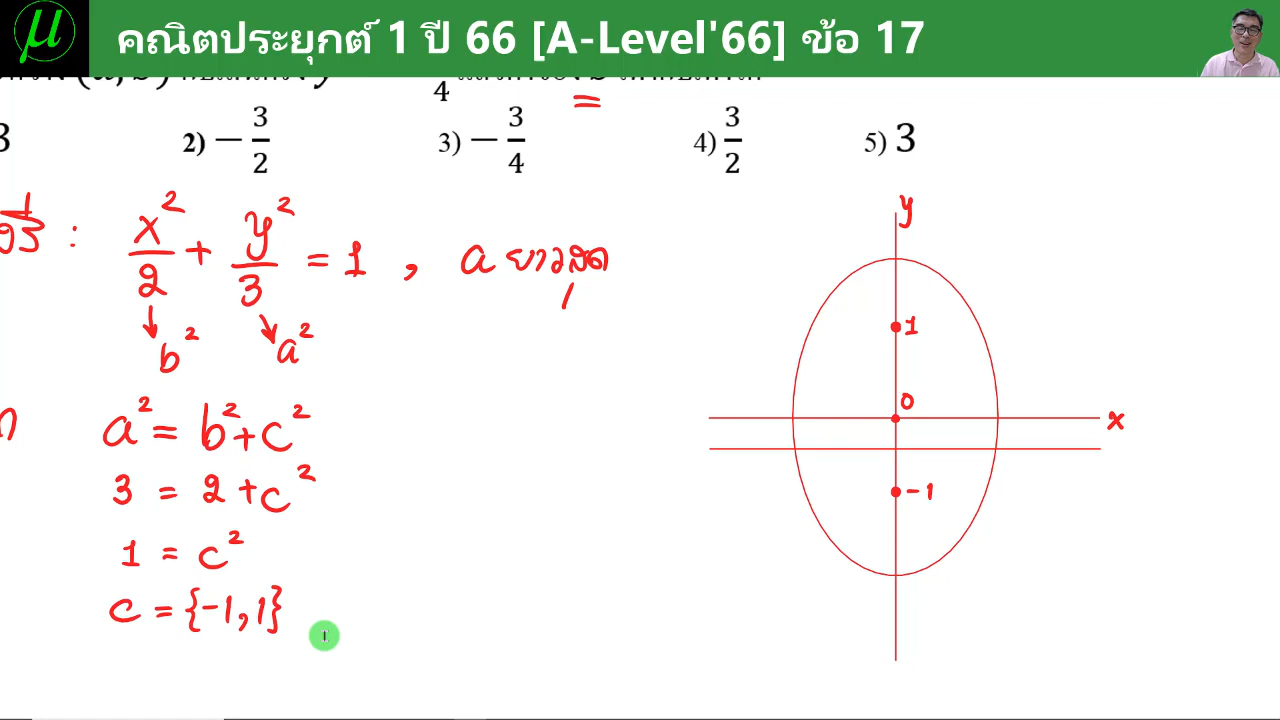 μ คณิตประยุกต์ 1 ปี 66 [A-Level'66] ข้อ 17
4
=
3 2) − 3/2 3) − 3/4 4) 3/2 5) 3
: x²/2 + y²/3 = 1 , a ยาวสุด
b² a²
a² = b² + c²
3 = 2 + c²
1 = c²
c = {-1, 1}
y
1
0
x
-1